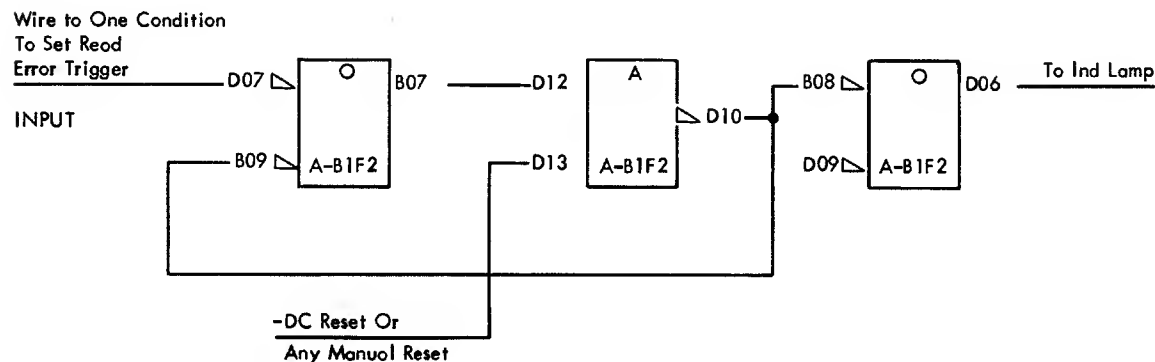 Wire to One Condition
To Set Reod
Error Trigger
INPUT
D07
O
B07
B09
A-B1F2
D12
A
D10
D13
A-B1F2
B08
O
D06
To Ind Lamp
D09
A-B1F2
-DC Reset Or
Any Manuol Reset